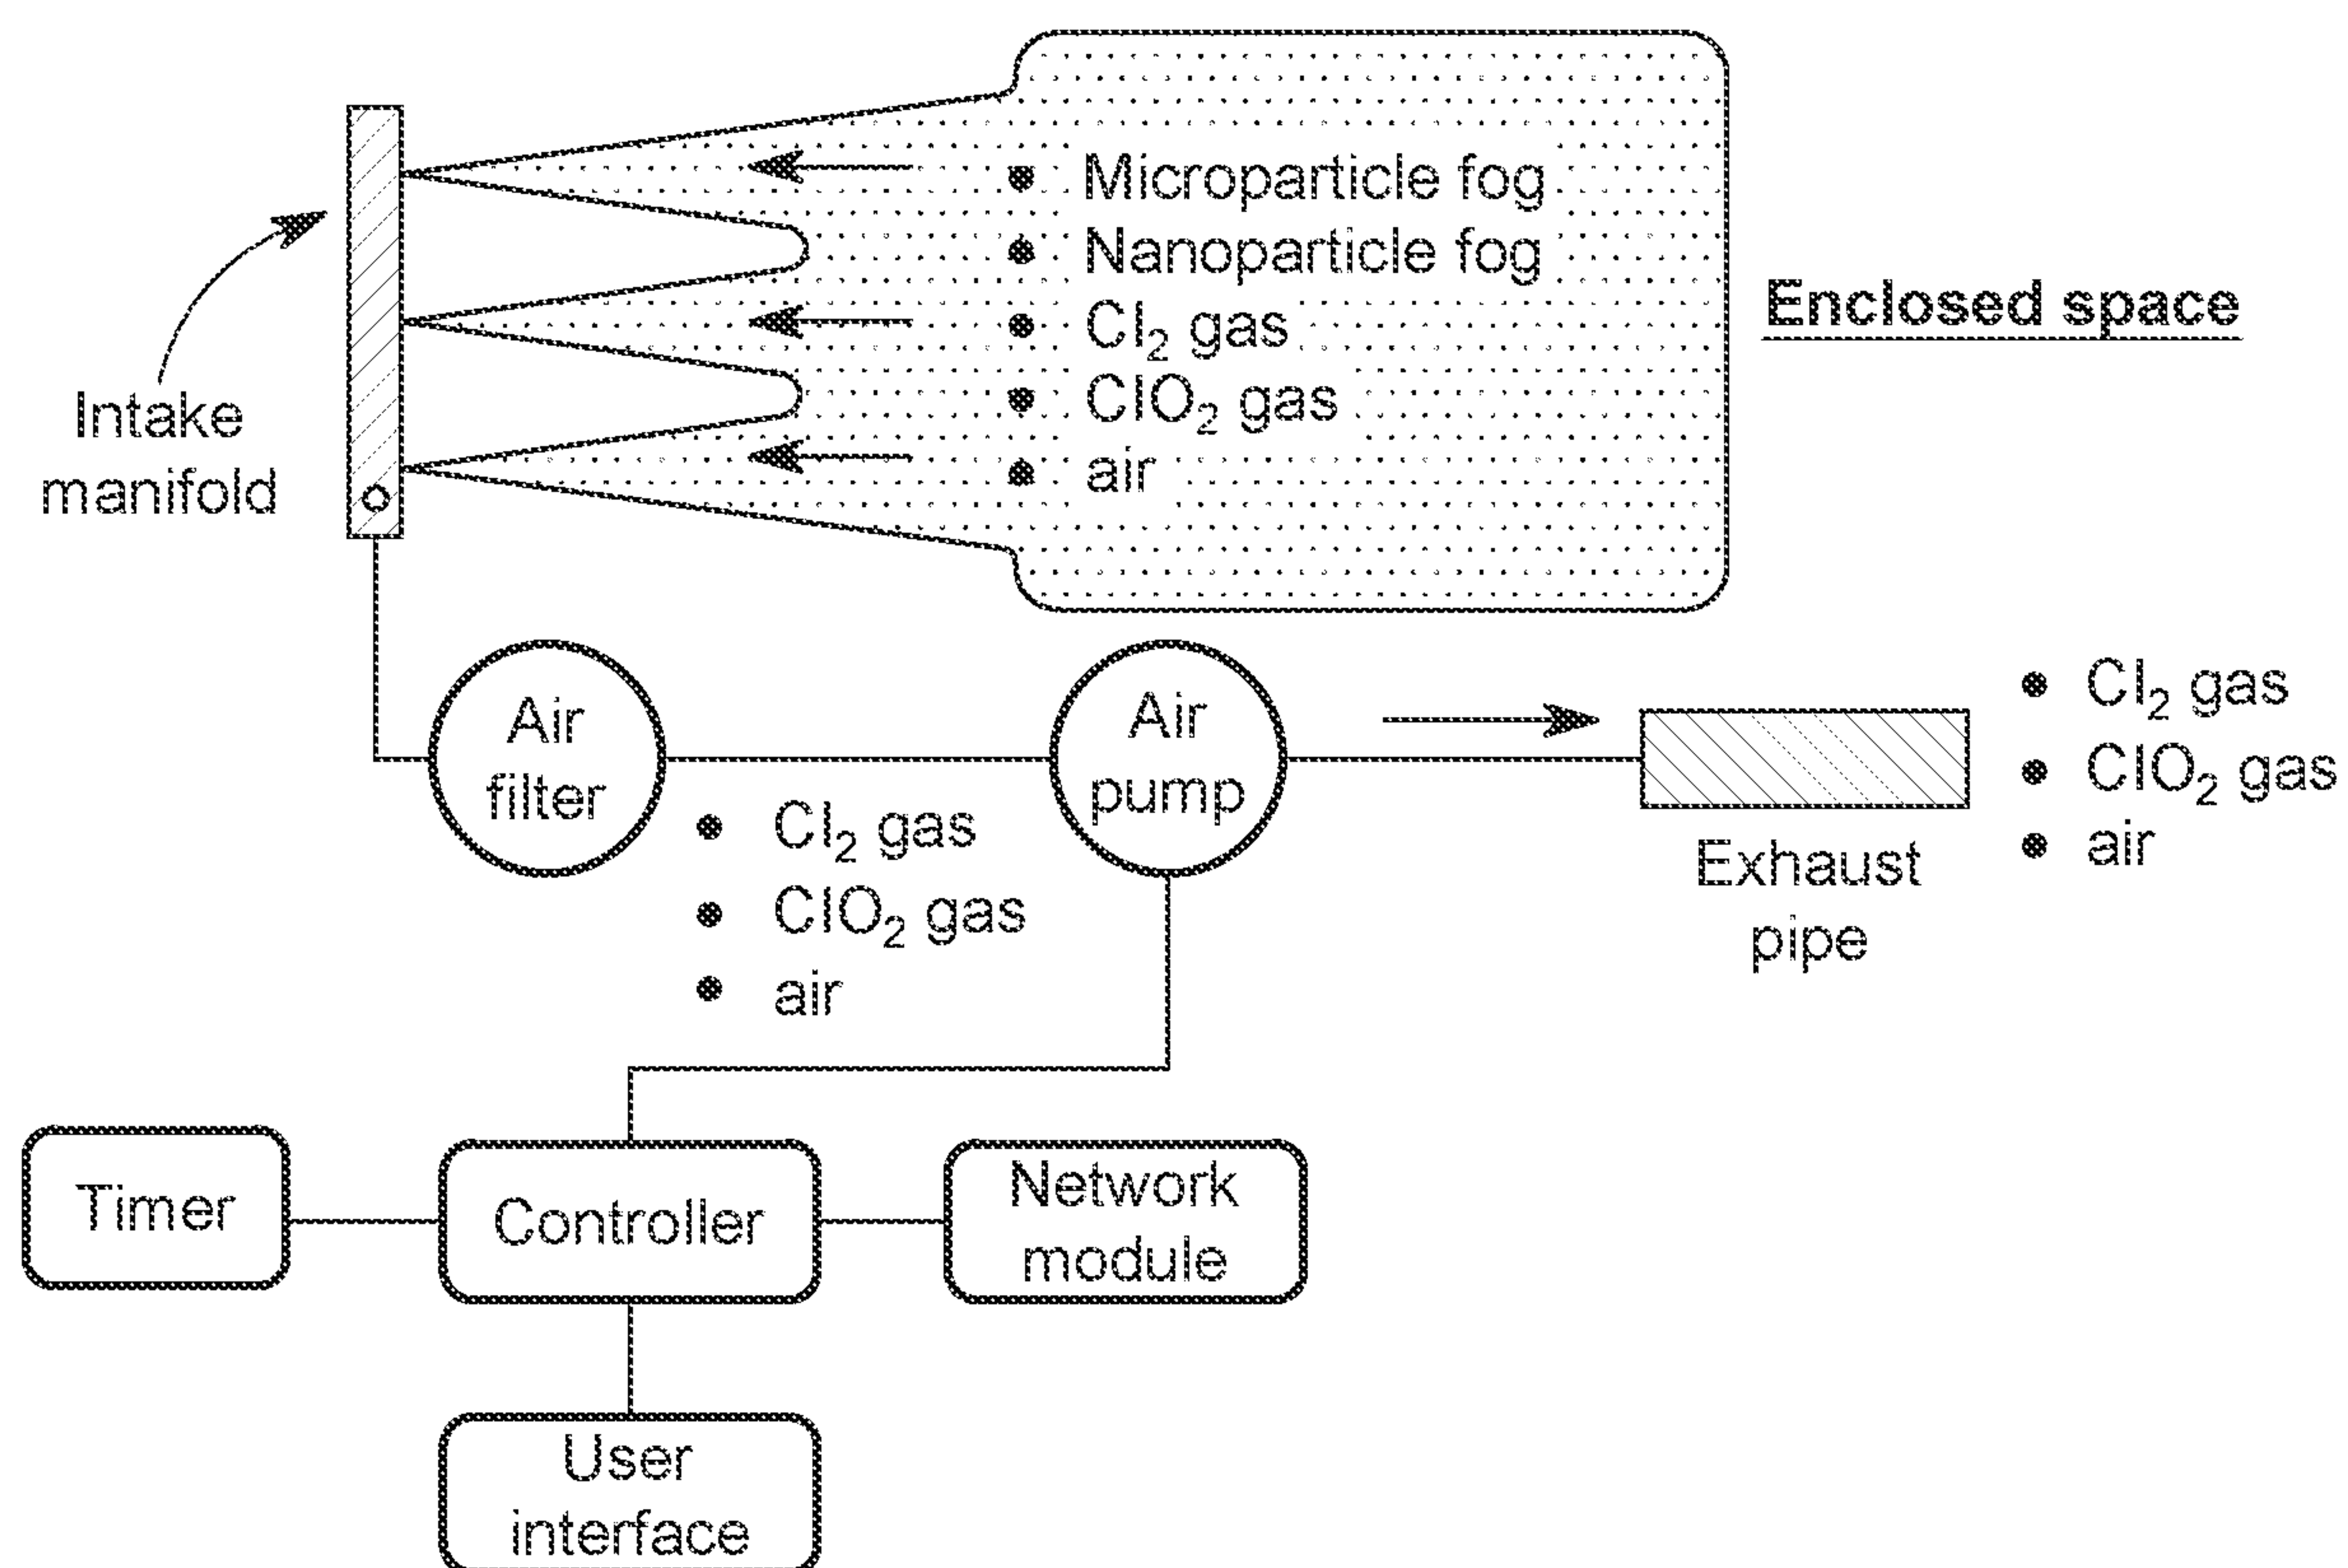 Microparticle fog
Nanoparticle fog
Cl₂ gas
ClO₂ gas
air
Enclosed space
Intake
manifold
Air
filter
Air
pump
Cl₂ gas
ClO₂ gas
air
Exhaust
pipe
Cl₂ gas
ClO₂ gas
air
Timer
Controller
Network
module
User
interface